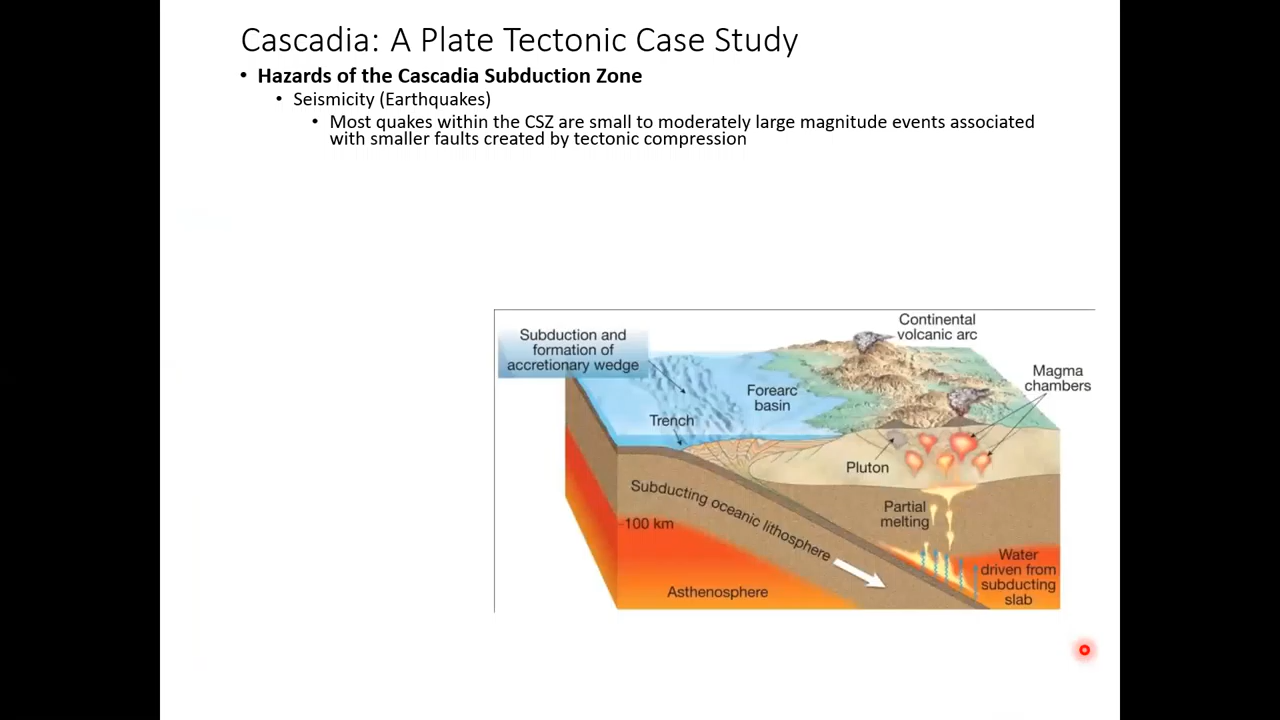 Cascadia: A Plate Tectonic Case Study
• Hazards of the Cascadia Subduction Zone
• Seismicity (Earthquakes)
• Most quakes within the CSZ are small to moderately large magnitude events associated
with smaller faults created by tectonic compression
Subduction and
formation of
accretionary wedge
Continental
volcanic arc
Magma
chambers
Forearc
basin
Trench
Pluton
Subducting oceanic lithosphere
Partial
melting
100 km
Water
driven from
subducting
slab
Asthenosphere